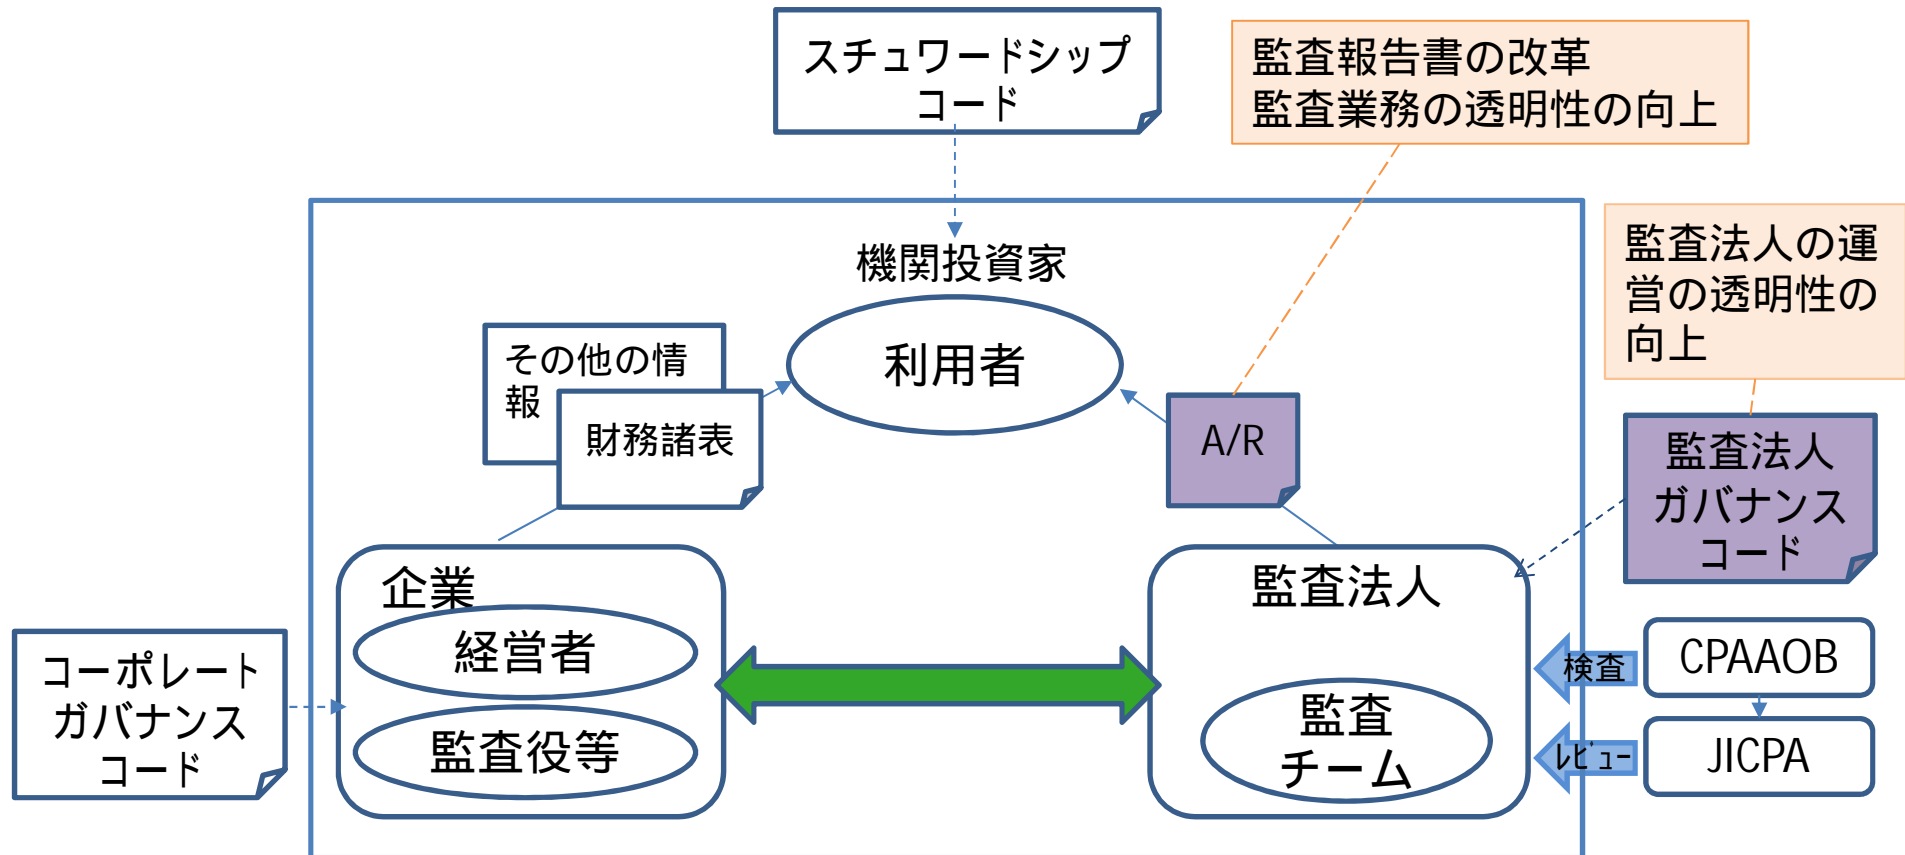 スチュワードシップ
コード
監査報告書の改革
監査業務の透明性の向上
機関投資家
利用者
監査法人の運
営の透明性の
向上
その他の情
報
財務諸表
A/R
監査法人
ガバナンス
コード
企業
経営者
監査役等
監査法人
監査
チーム
コーポレート
ガバナンス
コード
検査
CPAAOB
ﾚﾋﾞｭｰ
JICPA